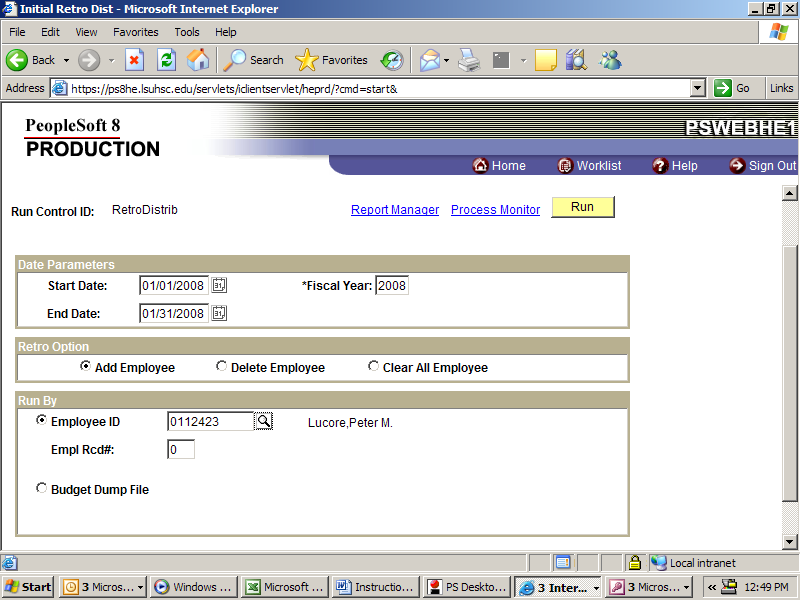 Initial Retro Dist - Microsoft Internet Explorer
File Edit View Favorites Tools Help
Back Search Favorites
Address https://ps8he.lsuhsc.edu/servlets/iclientservlet/heprd/?cmd=start& Go Links
PeopleSoft 8
PRODUCTION
PSWEBHE1
Home Worklist Help Sign Out
Run Control ID: RetroDistrib Report Manager Process Monitor Run
Date Parameters
Start Date: 01/01/2008 31 *Fiscal Year: 2008
End Date: 01/31/2008 31
Retro Option
Add Employee Delete Employee Clear All Employee
Run By
Employee ID 0112423 Lucore,Peter M.
Empl Rcd#: 0
Budget Dump File
Local intranet
Start 3 Micros... Windows ... Microsoft ... Instructio... PS Deskto... 3 Inter... 3 Micros... « 12:49 PM